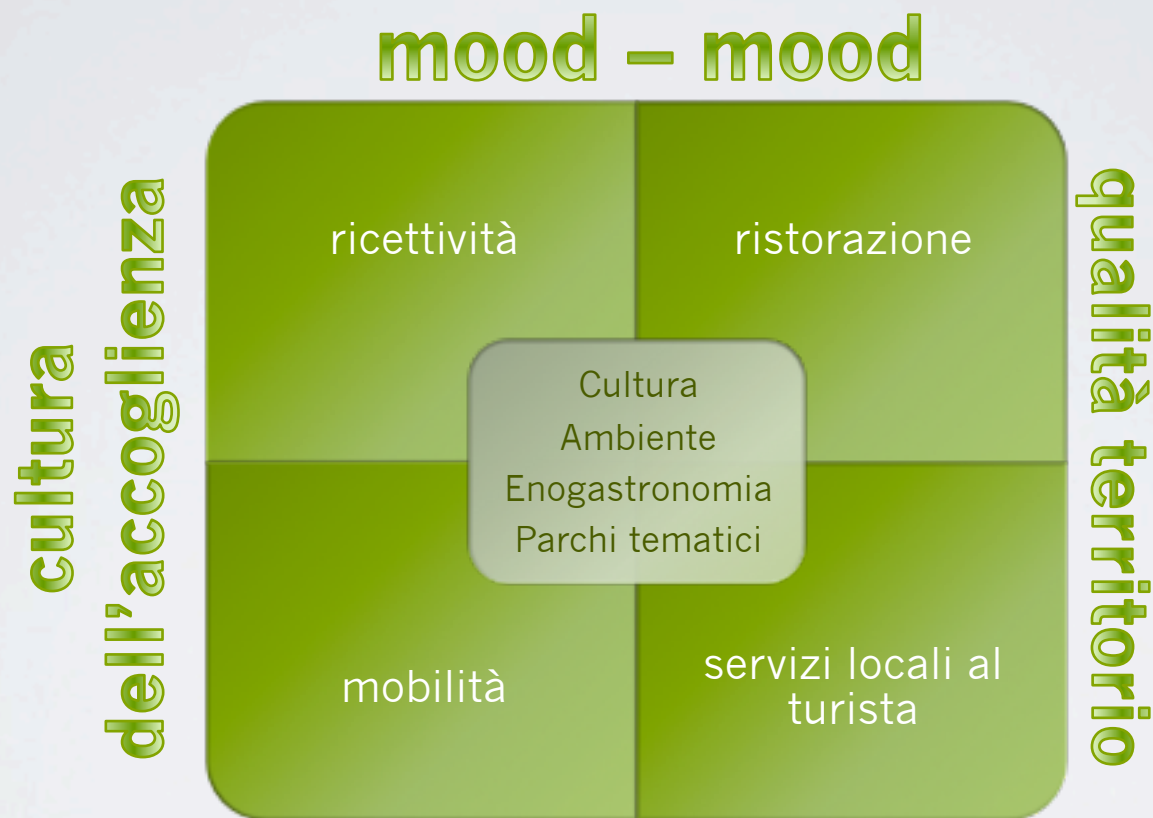 mood – mood
cultura
dell'accoglienza
ricettività
ristorazione
Cultura
Ambiente
Enogastronomia
Parchi tematici
mobilità
servizi locali al
turista
qualità territorio